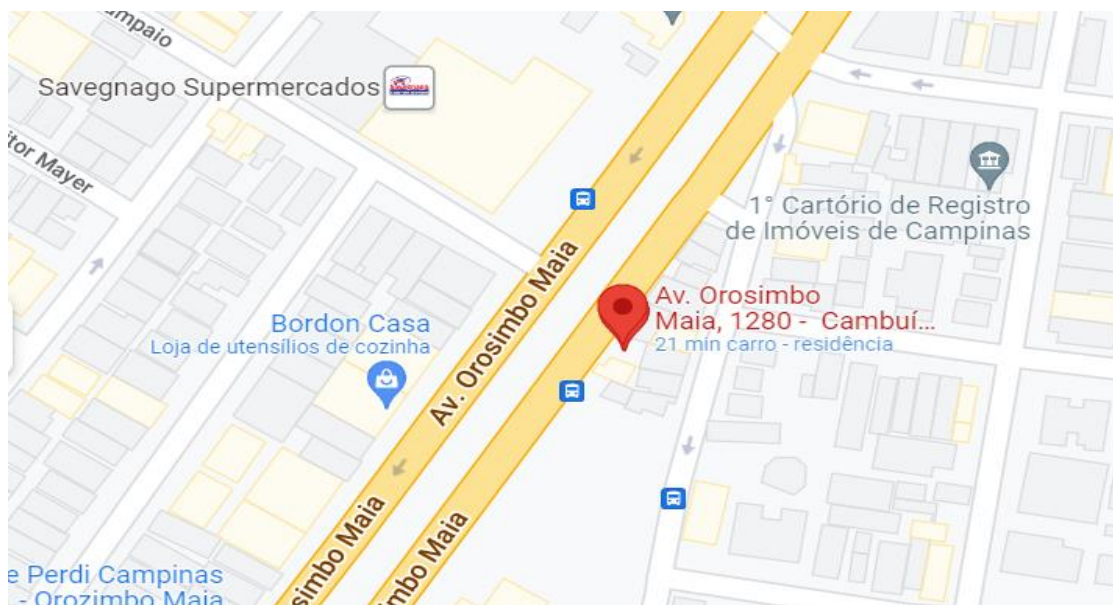 mpaio
Savegnago Supermercados
itor Mayer
1° Cartório de Registro
de Imóveis de Campinas
Av. Orosimbo Maia
Av. Orosimbo
Maia, 1280 - Cambuí...
21 min carro - residência
Bordon Casa
Loja de utensílios de cozinha
osimbo Maia
imbo Maia
e Perdi Campinas
- Orozimbo Maia